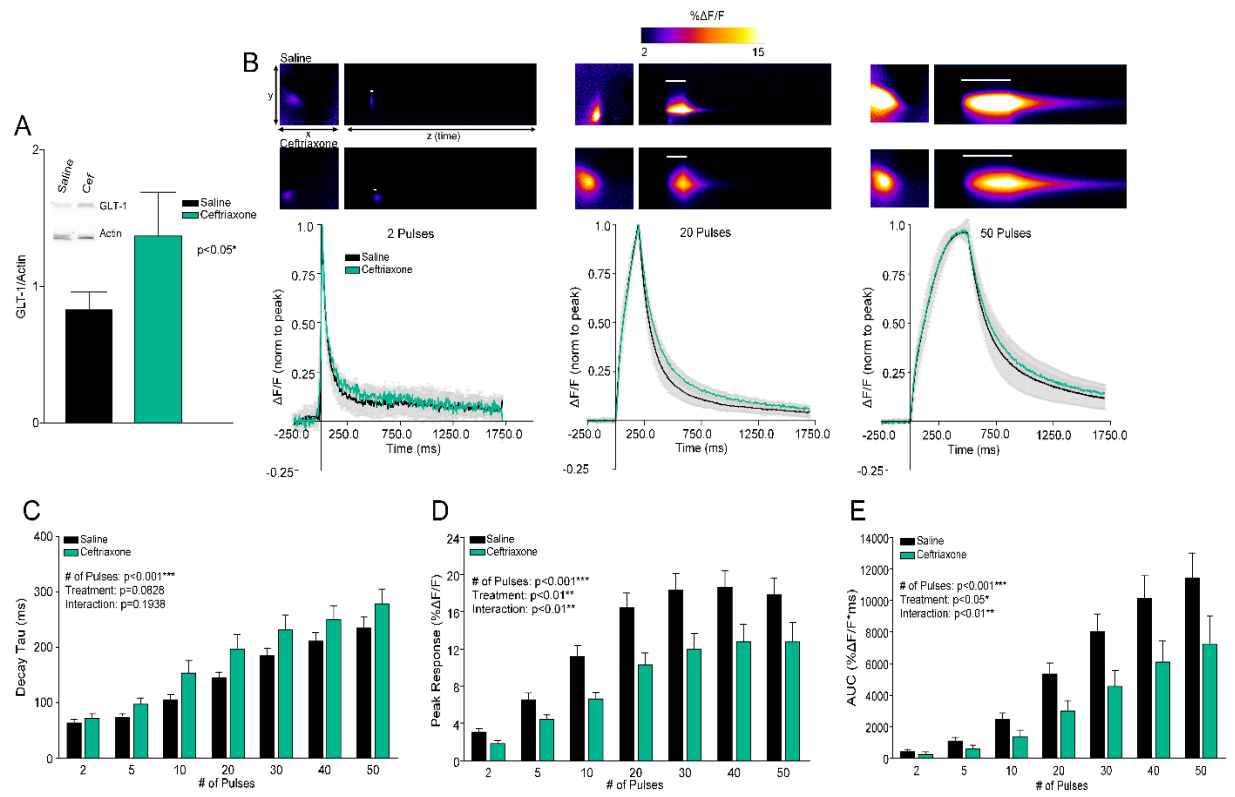 %ΔF/F
2
15
B
Saline
y
x
z (time)
Ceftriaxone
A
2
1
0
GLT-1/Actin
Saline
Cef
GLT-1
Actin
Saline
Ceftriaxone
p<0.05*
2 Pulses
Saline
Ceftriaxone
1.0
0.75
0.50
0.25
-0.25
ΔF/F (norm to peak)
-250.0 250.0 750.0 1250.0 1750.0
Time (ms)
20 Pulses
1.0
0.75
0.50
0.25
-0.25
ΔF/F (norm to peak)
-250.0 250.0 750.0 1250.0 1750.0
Time (ms)
50 Pulses
1.0
0.75
0.50
0.25
-0.25
ΔF/F (norm to peak)
-250.0 250.0 750.0 1250.0 1750.0
Time (ms)
C
Saline
Ceftriaxone
# of Pulses: p<0.001***
Treatment: p=0.0628
Interaction: p=0.1938
400
300
200
100
0
Decay Tau (ms)
2 5 10 20 30 40 50
# of Pulses
D
Saline
Ceftriaxone
# of Pulses: p<0.001***
Treatment: p<0.01**
Interaction: p<0.01**
24
20
16
12
8
4
0
Peak Response (%ΔF/F)
2 5 10 20 30 40 50
# of Pulses
E
Saline
Ceftriaxone
# of Pulses: p<0.001***
Treatment: p<0.05*
Interaction: p<0.01**
14000
12000
10000
8000
6000
4000
2000
0
AUC (%ΔF/F*ms)
2 5 10 20 30 40 50
# of Pulses